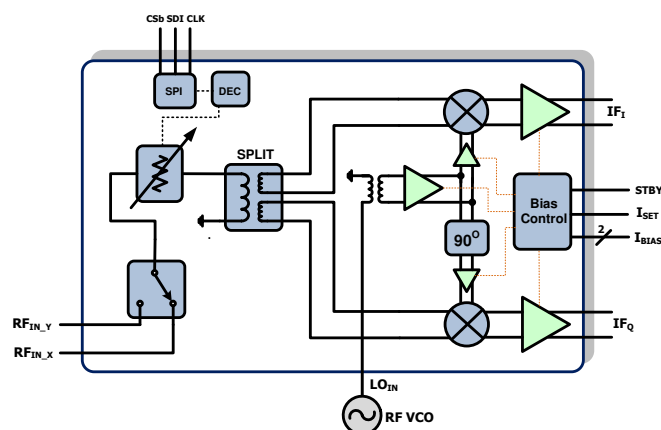 CSb SDI CLK
SPI
DEC
SPLIT
IF_I
STBY
Bias
Control
I_SET
2
I_BIAS
90°
RF_IN_Y
RF_IN_X
IF_Q
LO_IN
RF VCO